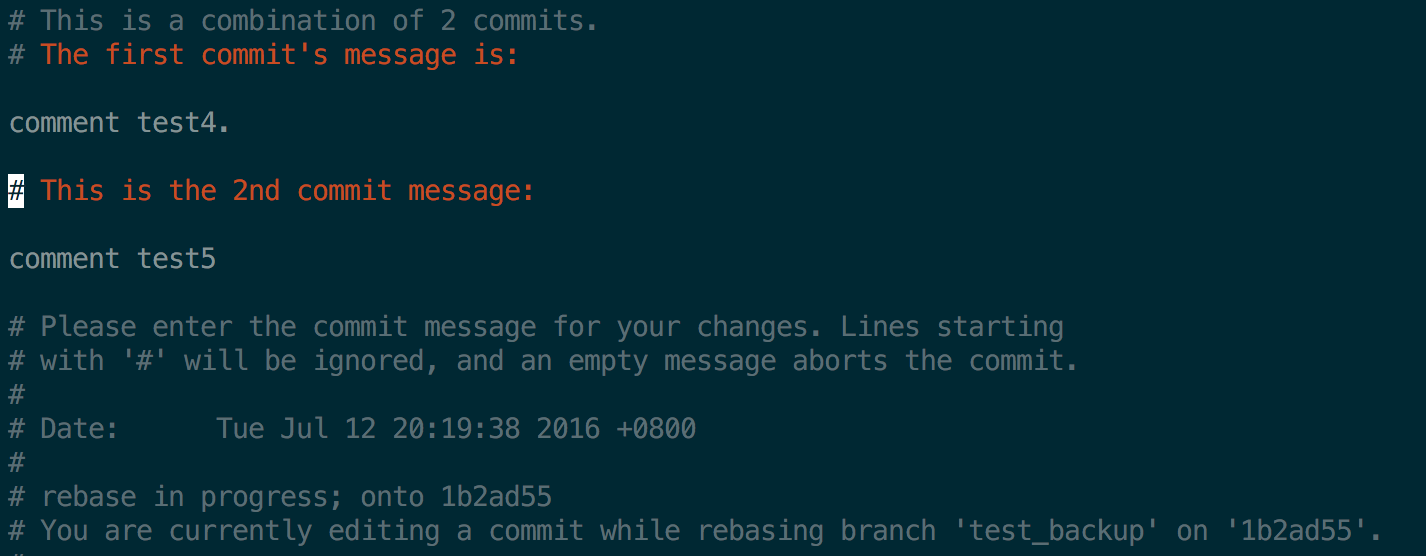 # This is a combination of 2 commits.
# The first commit's message is:
comment test4.
# This is the 2nd commit message:
comment test5
# Please enter the commit message for your changes. Lines starting
# with '#' will be ignored, and an empty message aborts the commit.
#
# Date:      Tue Jul 12 20:19:38 2016 +0800
#
# rebase in progress; onto 1b2ad55
# You are currently editing a commit while rebasing branch 'test_backup' on '1b2ad55'.
#